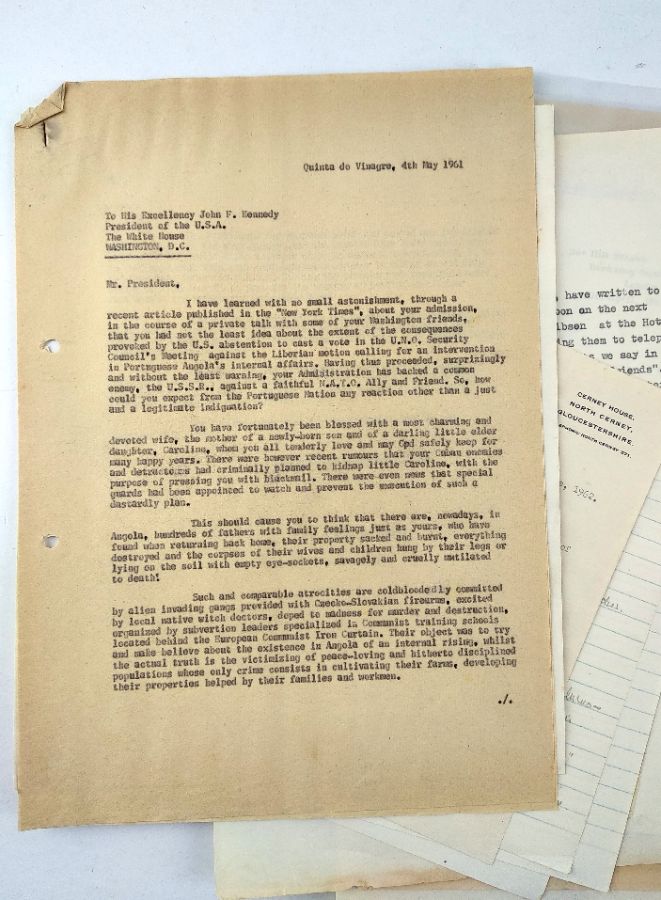 Quinta do Vinagre, 4th May 1961
To His Excellency John F. Kennedy
President of the U.S.A.
The White House
WASHINGTON, D.C.
Mr. President,
I have learned with no small astonishment, through a
recent article published in the "New York Times", about your admission,
in the course of a private talk with some of your Washington friends,
that you had not the least idea about the extent of the consequences
provoked by the U.S. abstention to cast a vote in the U.N.O. Security
Council's Meeting against the Liberian motion calling for an intervention
in Portuguese Angola's internal affairs. Having thus proceeded, surprizingly
and without the least warning, your Administration has backed a common
enemy, the U.S.S.R., against a faithful N.A.T.O. Ally and Friend. So, how
could you expect from the Portuguese Nation any reaction other than a just
and a legitimate indignation?
You have fortunately been blessed with a most charming and
devoted wife, the mother of a newly-born son and of a darling little elder
daughter, Caroline, whom you all tenderly love and may God safely keep for
many happy years. There were however recent rumours that your Cuban enemies
and detractors had criminally planned to kidnap little Caroline, with the
purpose of pressing you with blackmail. There were even news that special
guards had been appointed to watch and prevent the execution of such a
dastardly plan.
This should cause you to think that there are, nowadays, in
Angola, hundreds of fathers with family feelings just as yours, who have
found when returning back home, their property sacked and burnt, everything
destroyed and the corpses of their wives and children hung by their legs or
lying on the soil with empty eye-sockets, savagely and cruelly mutilated
to death!
Such and comparable atrocities are coldbloodedly committed
by alien invading gangs provided with Czecko-Slovakian firearms, excited
by local native witch doctors, doped to madness for murder and destruction,
organized by subvertion leaders specialized in Communist training schools
located behind the European Communist Iron Curtain. Their object was to try
and make believe about the existence in Angola of an internal rising, whilst
the actual truth is the victimizing of peace-loving and hitherto disciplined
populations whose only crime consists in cultivating their farms, developing
their properties helped by their families and workmen.
./.
, have written to
oon on the next
ibsen at the Hot
ing them to telep
we say in
iends".
CERNEY HOUSE,
NORTH CERNEY,
GLOUCESTERSHIRE.
NORTH CERNEY 271.
1962.